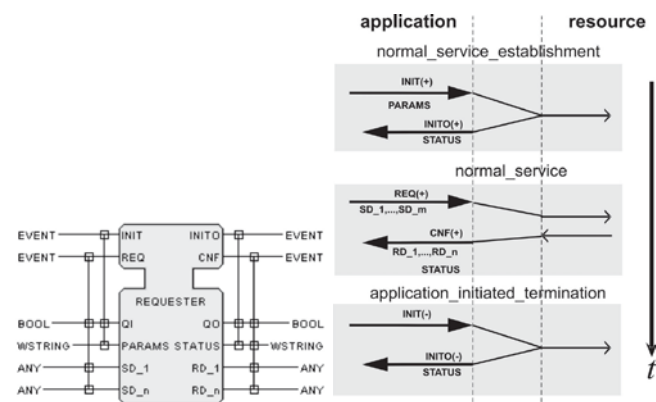 application resource
normal_service_establishment
INIT(+)
PARAMS
INITO(+)
STATUS
normal_service
REQ(+)
SD_1,...,SD_m
CNF(+)
RD_1,...,RD_n
STATUS
application_initiated_termination
INIT(-)
INITO(-)
STATUS
t
EVENT INIT INITO EVENT
EVENT REQ CNF EVENT
REQUESTER
BOOL QI QO BOOL
WSTRING PARAMS STATUS WSTRING
ANY SD_1 RD_1 ANY
ANY SD_n RD_n ANY